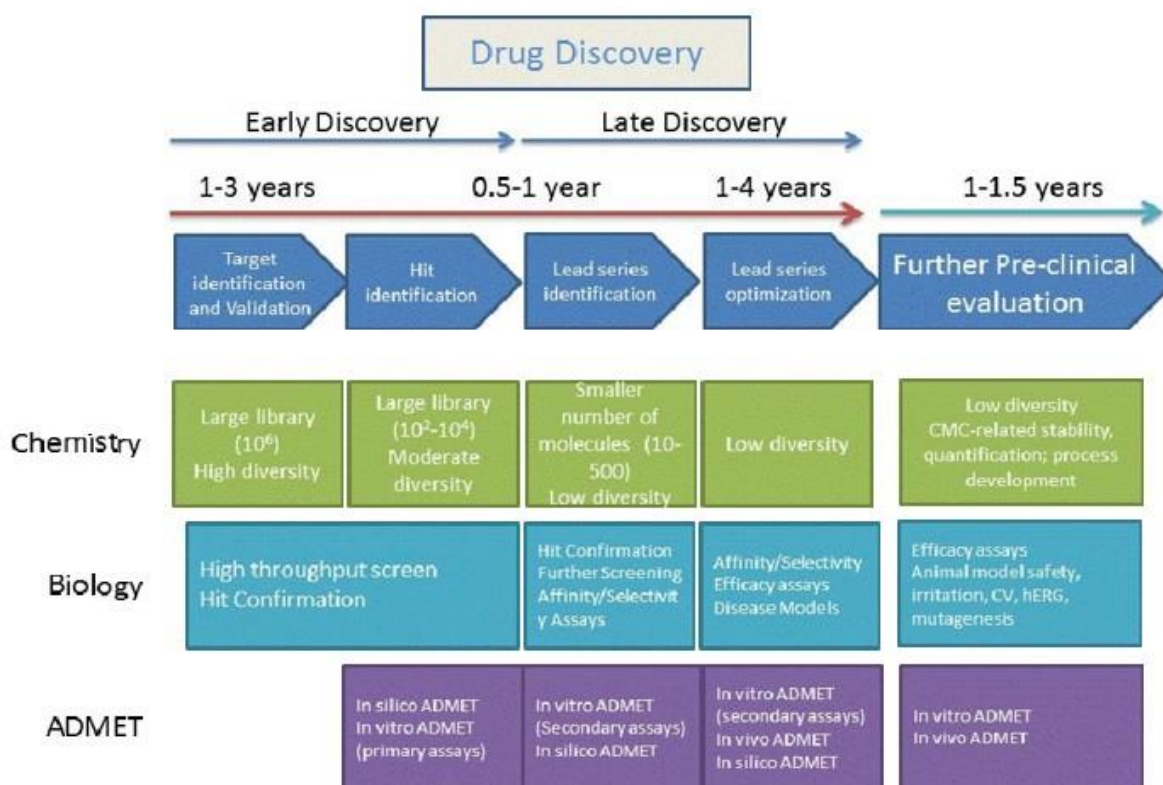 Drug Discovery
Early Discovery
Late Discovery
1-3 years
0.5-1 year
1-4 years
1-1.5 years
Target
identification
and Validation
Hit
identification
Lead series
identification
Lead series
optimization
Further Pre-clinical
evaluation
Chemistry
Large library
(10⁶)
High diversity
Large library
(10²-10⁴)
Moderate
diversity
Smaller
number of
molecules (10-
500)
Low diversity
Low diversity
Low diversity
CMC-related stability,
quantification; process
development
Biology
High throughput screen
Hit Confirmation
Hit Confirmation
Further Screening
Affinity/Selectivit
y Assays
Affinity/Selectivity
Efficacy assays
Disease Models
Efficacy assays
Animal model safety,
irritation, CV, hERG,
mutagenesis
ADMET
In silico ADMET
In vitro ADMET
(primary assays)
In vitro ADMET
(Secondary assays)
In silico ADMET
In vitro ADMET
(secondary assays)
In vivo ADMET
In silico ADMET
In vitro ADMET
In vivo ADMET